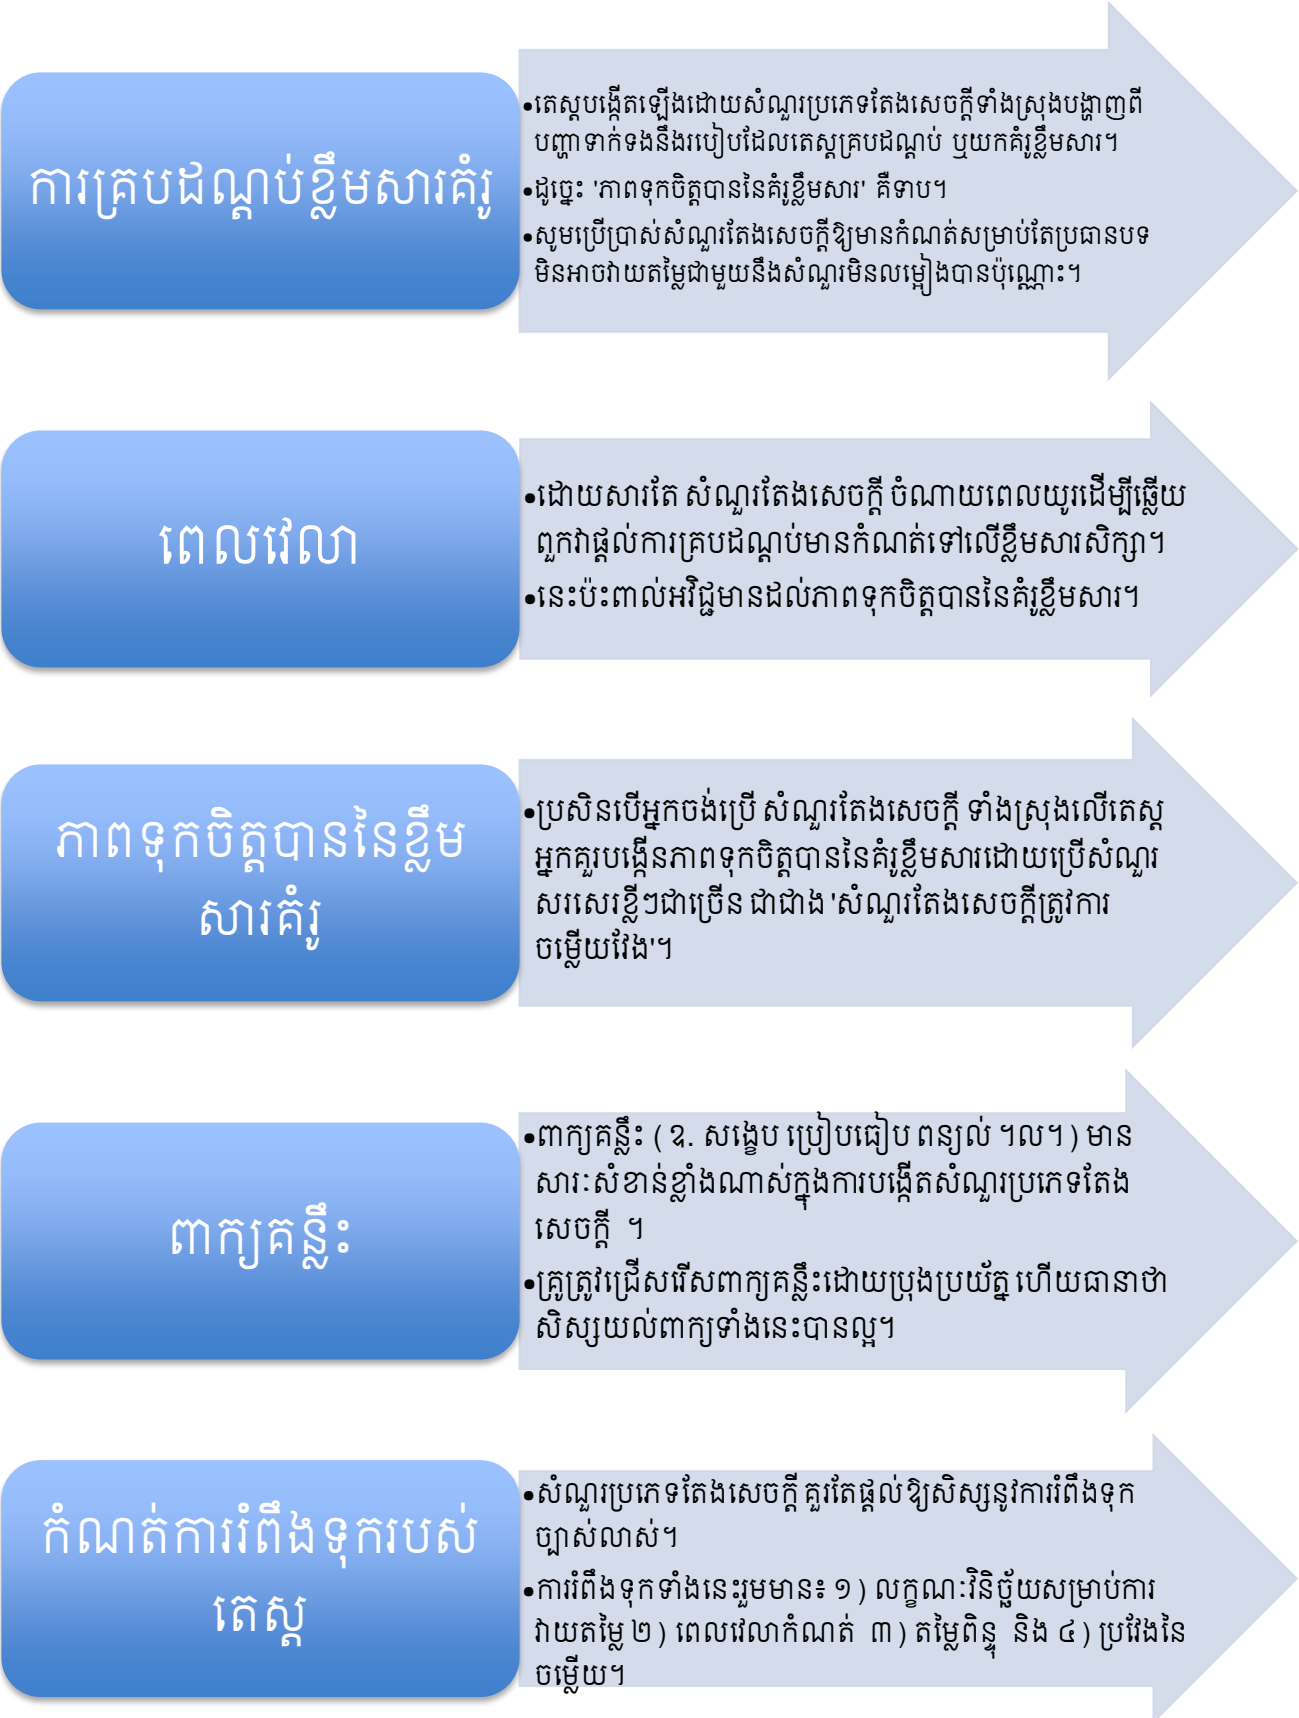 ការគ្របដណ្តប់ខ្លឹមសារគំរូ
•តេស្តបង្កើតឡើងដោយសំណួរប្រភេទតែងសេចក្តីទាំងស្រុងបង្ហាញពី
បញ្ហាទាក់ទងនឹងរបៀបដែលតេស្តគ្របដណ្តប់ ឬយកគំរូខ្លឹមសារ។
•ដូច្នេះ 'ភាពទុកចិត្តបាននៃគំរូខ្លឹមសារ' គឺទាប។
•សូមប្រើប្រាស់សំណួរតែងសេចក្តីឱ្យមានកំណត់សម្រាប់តែប្រធានបទ
មិនអាចវាយតម្លៃជាមួយនឹងសំណួរមិនលម្អៀងបានប៉ុណ្ណោះ។
ពេលវេលា
•ដោយសារតែ សំណួរតែងសេចក្តី ចំណាយពេលយូរដើម្បីឆ្លើយ
ពួកវាផ្តល់ការគ្របដណ្តប់មានកំណត់ទៅលើខ្លឹមសារសិក្សា។
•នេះប៉ះពាល់អវិជ្ជមានដល់ភាពទុកចិត្តបាននៃគំរូខ្លឹមសារ។
ភាពទុកចិត្តបាននៃខ្លឹម
សារគំរូ
•ប្រសិនបើអ្នកចង់ប្រើ សំណួរតែងសេចក្តី ទាំងស្រុងលើតេស្ត
អ្នកគួរបង្កើនភាពទុកចិត្តបាននៃគំរូខ្លឹមសារដោយប្រើសំណួរ
សរសេរខ្លីៗជាច្រើន ជាជាង 'សំណួរតែងសេចក្តីត្រូវការ
ចម្លើយវែង'។
ពាក្យគន្លឹះ
•ពាក្យគន្លឹះ ( ឧ. សង្ខេប ប្រៀបធៀប ពន្យល់ ។ល។ ) មាន
សារៈសំខាន់ខ្លាំងណាស់ក្នុងការបង្កើតសំណួរប្រភេទតែង
សេចក្តី ។
•គ្រូត្រូវជ្រើសរើសពាក្យគន្លឹះដោយប្រុងប្រយ័ត្ន ហើយធានាថា
សិស្សយល់ពាក្យទាំងនេះបានល្អ។
កំណត់ការរំពឹងទុករបស់
តេស្ត
•សំណួរប្រភេទតែងសេចក្តី គួរតែផ្តល់ឱ្យសិស្សនូវការរំពឹងទុក
ច្បាស់លាស់។
•ការរំពឹងទុកទាំងនេះរួមមាន៖ ១ ) លក្ខណៈវិនិច្ឆ័យសម្រាប់ការ
វាយតម្លៃ ២ ) ពេលវេលាកំណត់ ៣ ) តម្លៃពិន្ទុ និង ៤ ) ប្រវែងនៃ
ចម្លើយ។